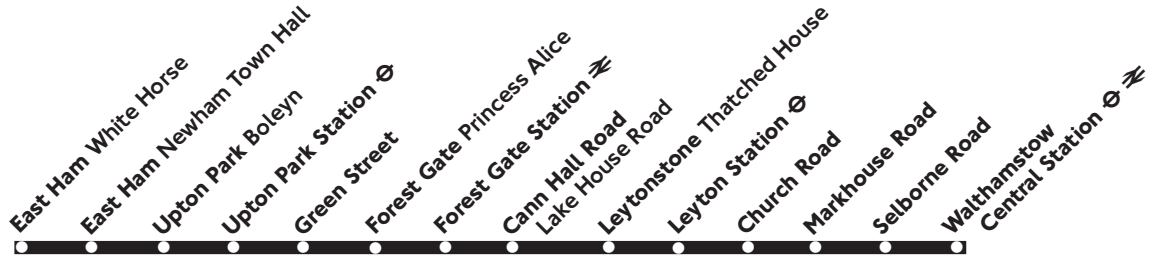 East Ham White Horse
East Ham Newham Town Hall
Upton Park Boleyn
Upton Park Station
Green Street
Forest Gate Princess Alice
Forest Gate Station
Cann Hall Road
Lake House Road
Leytonstone Thatched House
Leyton Station
Church Road
Markhouse Road
Selborne Road
Walthamstow
Central Station